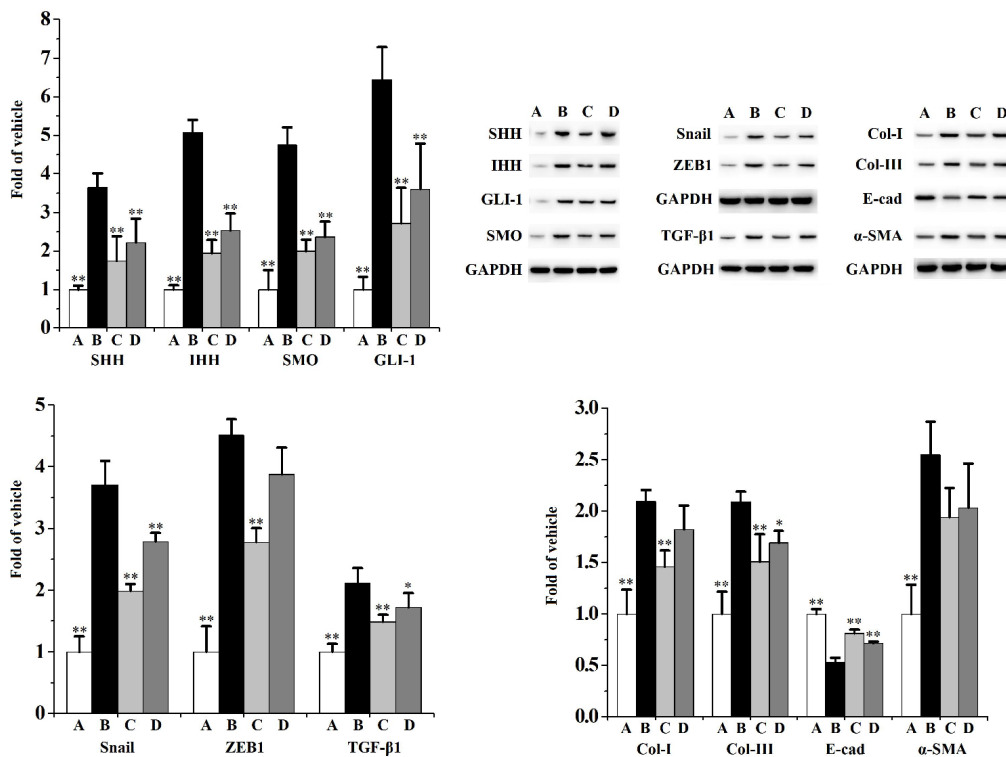 Fold of vehicle
8
7
6
5
4
3
2
1
0
** ** ** ** ** ** ** ** ** ** ** **
A B C D A B C D A B C D A B C D
SHH IHH SMO GLI-1
A B C D
SHH
IHH
GLI-1
SMO
GAPDH
A B C D
Snail
ZEB1
GAPDH
TGF-β1
GAPDH
A B C D
Col-I
Col-III
E-cad
α-SMA
GAPDH
Fold of vehicle
5
4
3
2
1
0
** ** ** ** ** ** ** *
A B C D A B C D A B C D
Snail ZEB1 TGF-β1
Fold of vehicle
3.0
2.5
2.0
1.5
1.0
0.5
0.0
** ** ** ** * ** ** ** **
A B C D A B C D A B C D A B C D
Col-I Col-III E-cad α-SMA